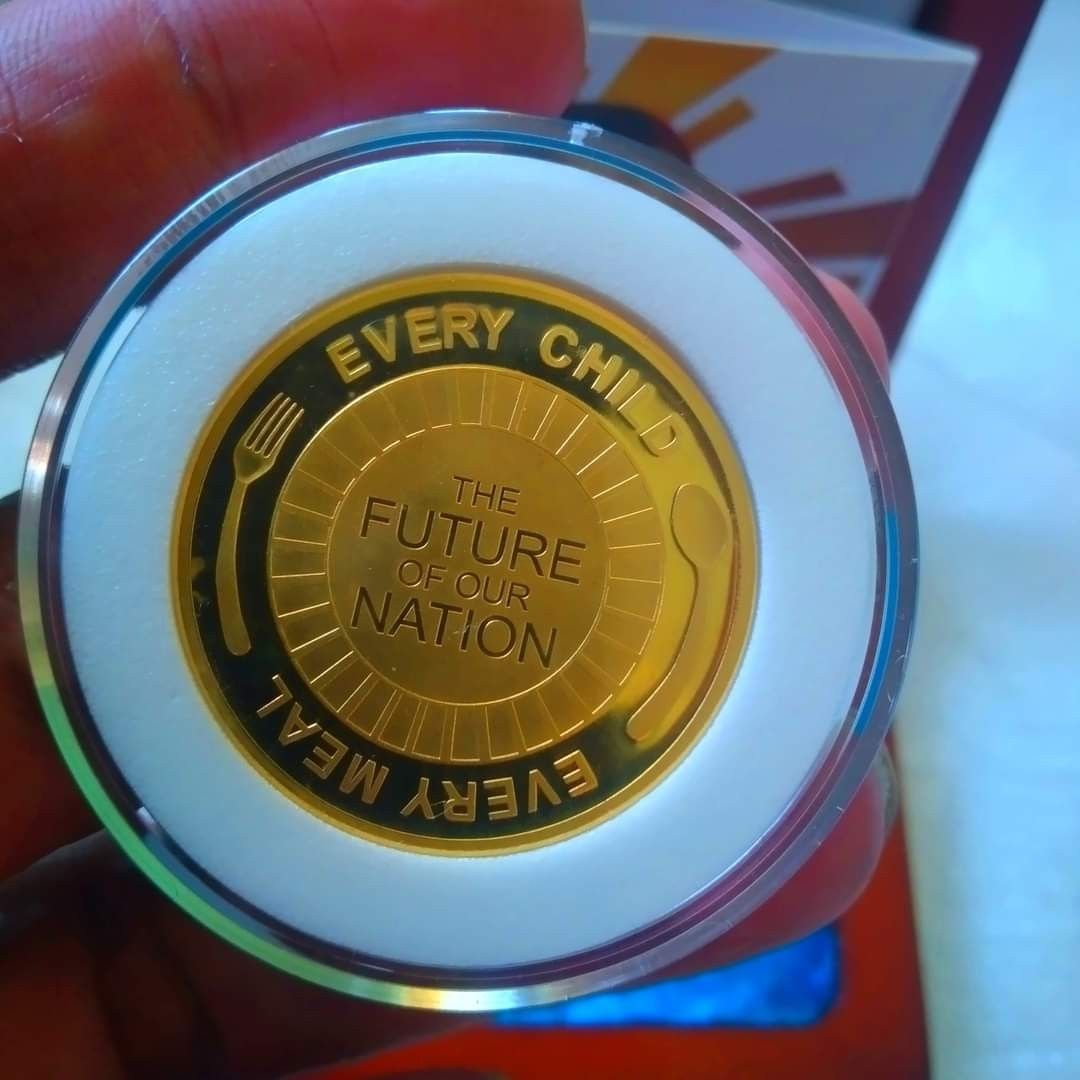 EVERY CHILD
THE
FUTURE
OF OUR
NATION
EVERY MEAL